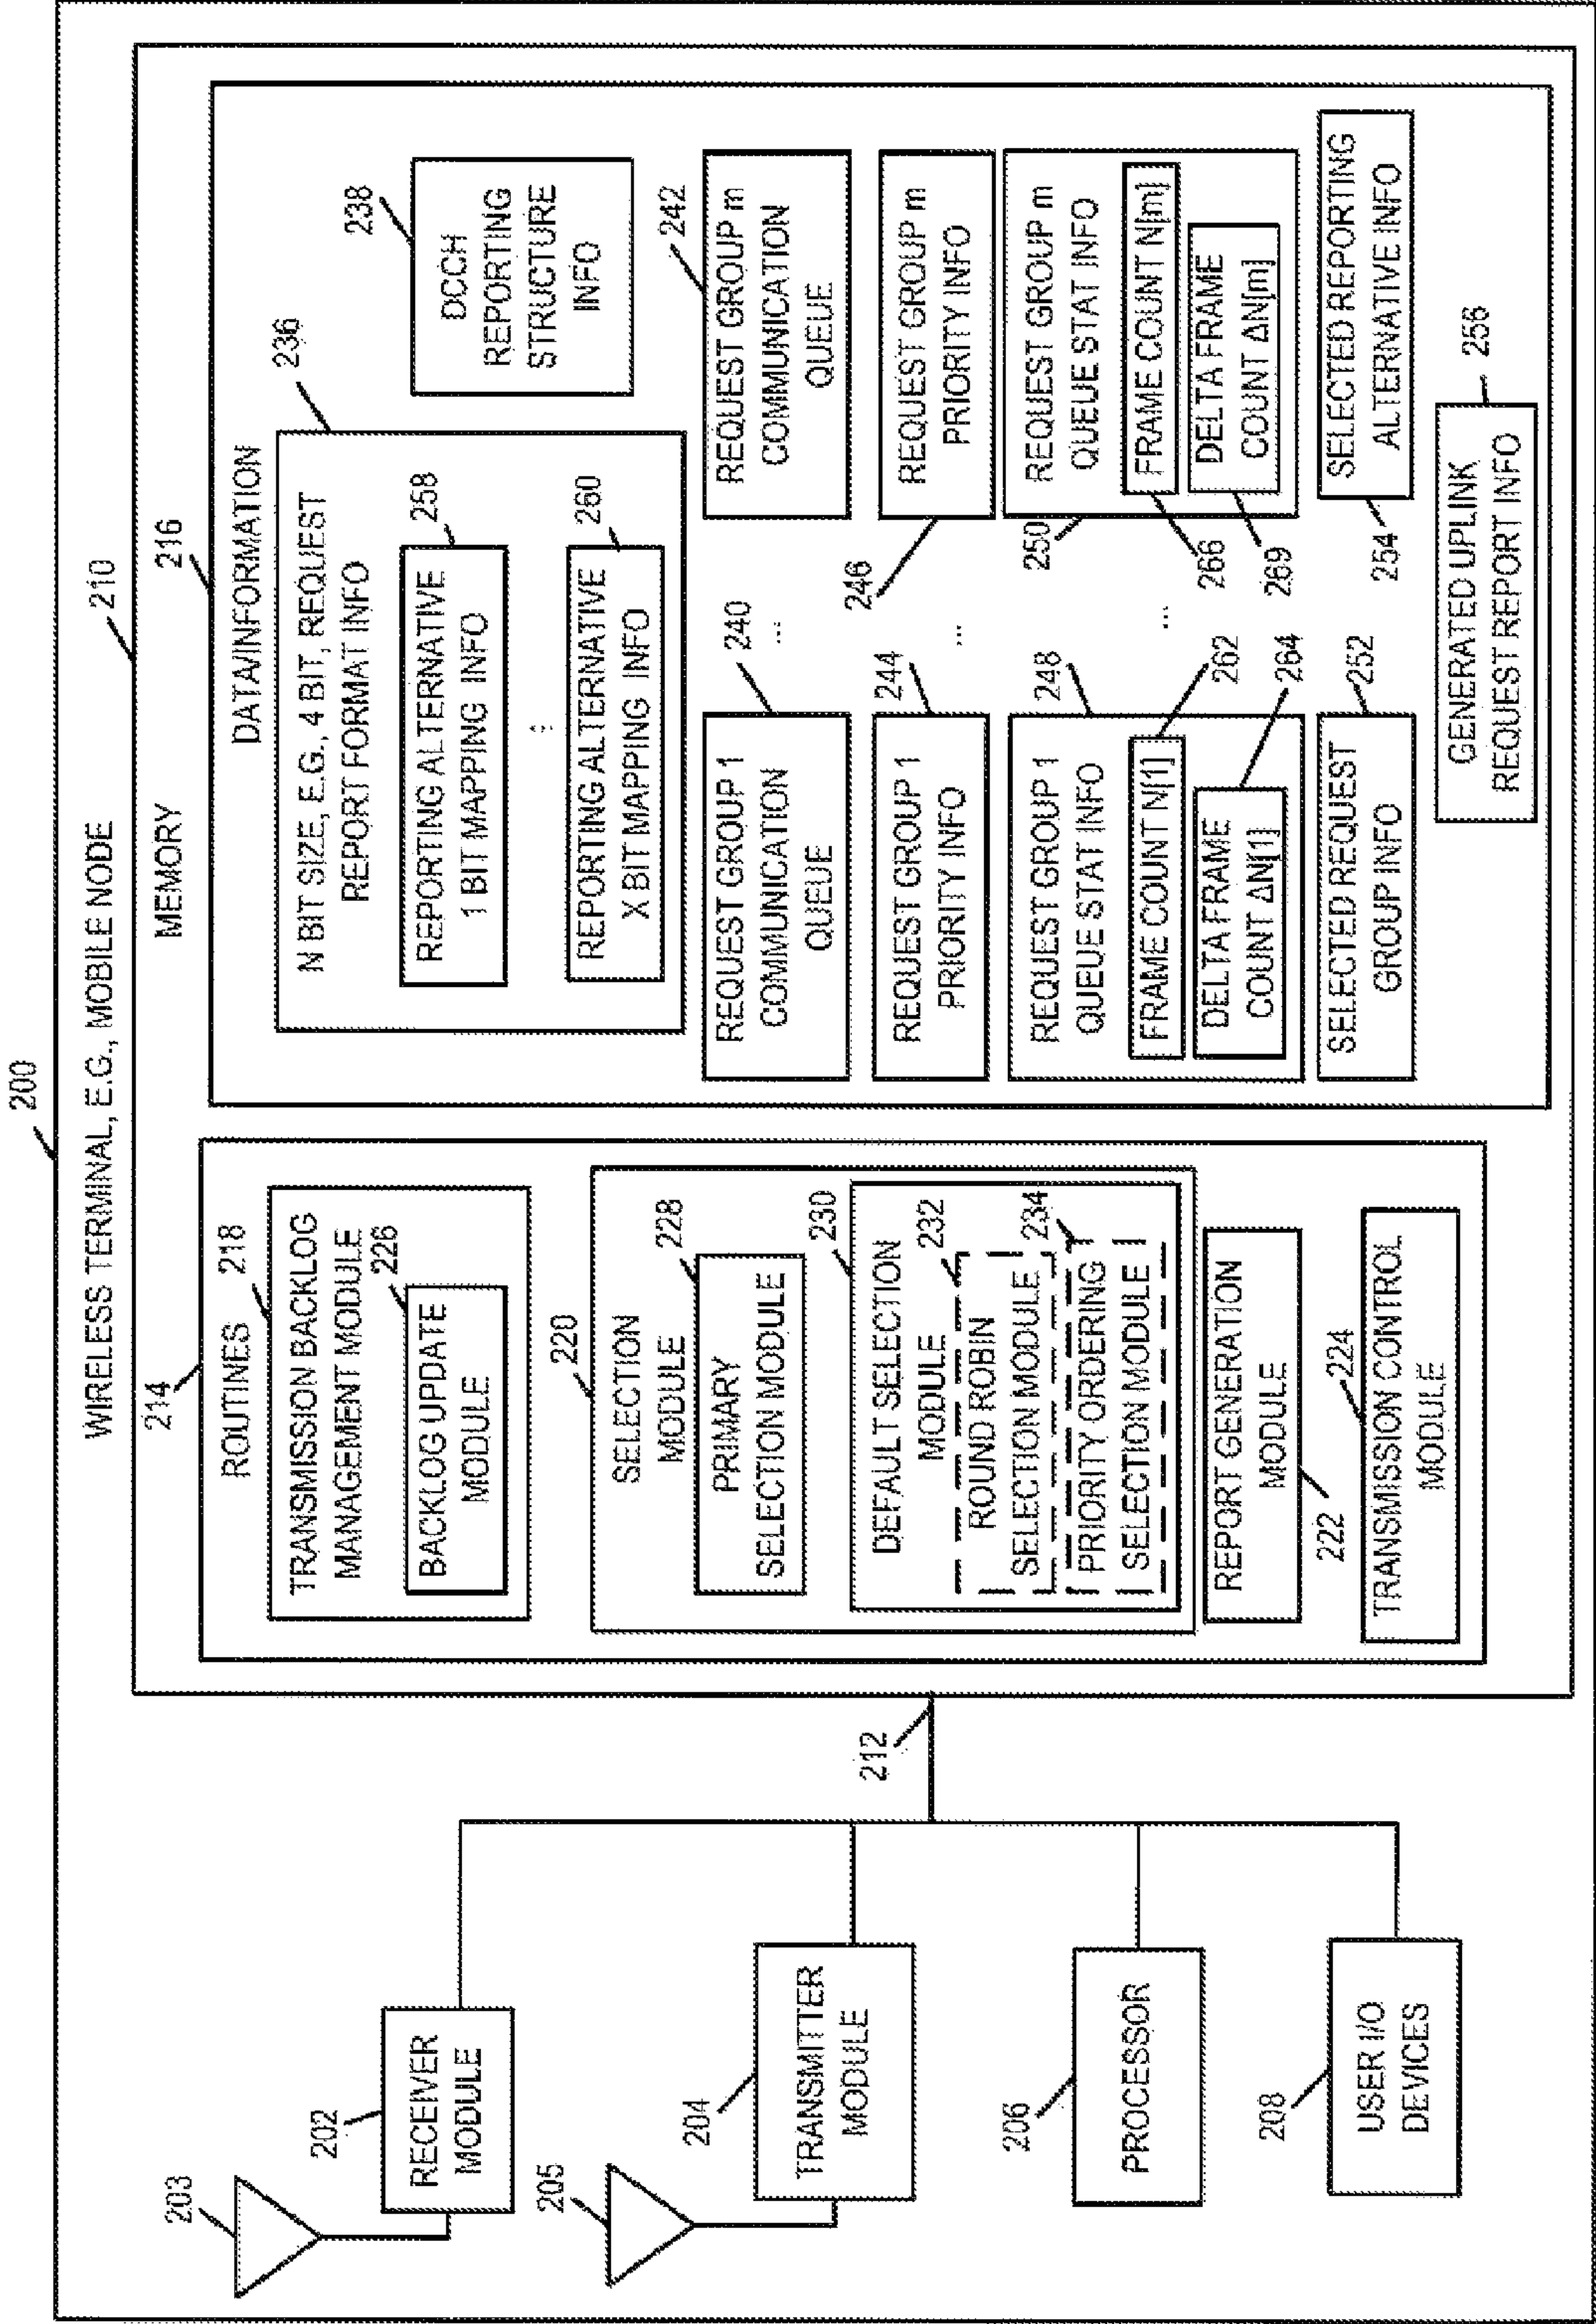 200
WIRELESS TERMINAL, E.G., MOBILE NODE
210
MEMORY
203
202
RECEIVER
MODULE
205
204
TRANSMITTER
MODULE
206
PROCESSOR
208
USER I/O
DEVICES
212
214
ROUTINES
218
TRANSMISSION BACKLOG
MANAGEMENT MODULE
226
BACKLOG UPDATE
MODULE
220
SELECTION
MODULE
228
PRIMARY
SELECTION MODULE
230
DEFAULT SELECTION
MODULE
232
ROUND ROBIN
SELECTION MODULE
234
PRIORITY ORDERING
SELECTION MODULE
REPORT GENERATION
MODULE
222
224
TRANSMISSION CONTROL
MODULE
216
DATA/INFORMATION
236
N BIT SIZE, E.G., 4 BIT, REQUEST
REPORT FORMAT INFO
258
REPORTING ALTERNATIVE
1 BIT MAPPING INFO
:
260
REPORTING ALTERNATIVE
X BIT MAPPING INFO
238
DCCH
REPORTING
STRUCTURE
INFO
240
REQUEST GROUP 1
COMMUNICATION
QUEUE
...
242
REQUEST GROUP m
COMMUNICATION
QUEUE
244
REQUEST GROUP 1
PRIORITY INFO
...
246
REQUEST GROUP m
PRIORITY INFO
248
REQUEST GROUP 1
QUEUE STAT INFO
262
FRAME COUNT N[1]
264
DELTA FRAME
COUNT ΔN[1]
...
250
REQUEST GROUP m
QUEUE STAT INFO
266
FRAME COUNT N[m]
269
DELTA FRAME
COUNT ΔN[m]
252
SELECTED REQUEST
GROUP INFO
254
SELECTED REPORTING
ALTERNATIVE INFO
256
GENERATED UPLINK
REQUEST REPORT INFO